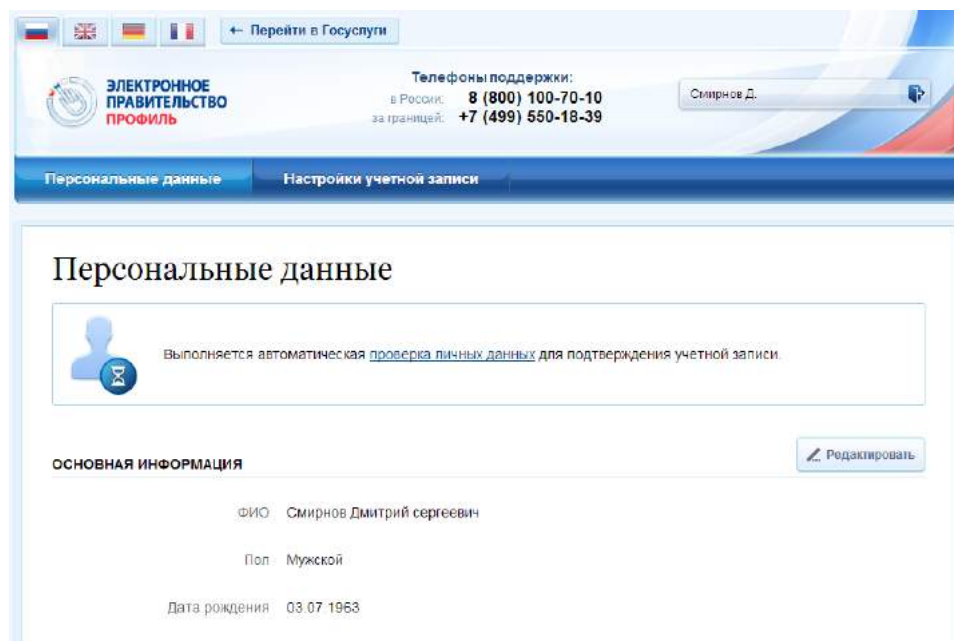 ← Перейти в Госуслуги
ЭЛЕКТРОННОЕ
ПРАВИТЕЛЬСТВО
ПРОФИЛЬ
Телефоны поддержки:
в России: 8 (800) 100-70-10
за границей: +7 (499) 550-18-39
Смирнов Д.
Персональные данные Настройки учетной записи
Персональные данные
Выполняется автоматическая проверка личных данных для подтверждения учетной записи.
ОСНОВНАЯ ИНФОРМАЦИЯ Редактировать
ФИО Смирнов Дмитрий сергеевич
Пол Мужской
Дата рождения 03.07.1963